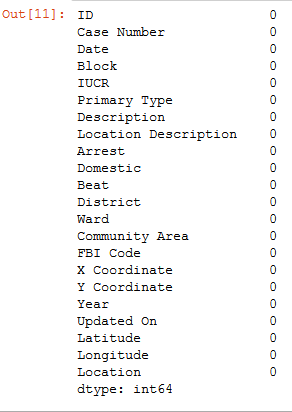 Out[11]: ID 0
Case Number 0
Date 0
Block 0
IUCR 0
Primary Type 0
Description 0
Location Description 0
Arrest 0
Domestic 0
Beat 0
District 0
Ward 0
Community Area 0
FBI Code 0
X Coordinate 0
Y Coordinate 0
Year 0
Updated On 0
Latitude 0
Longitude 0
Location 0
dtype: int64